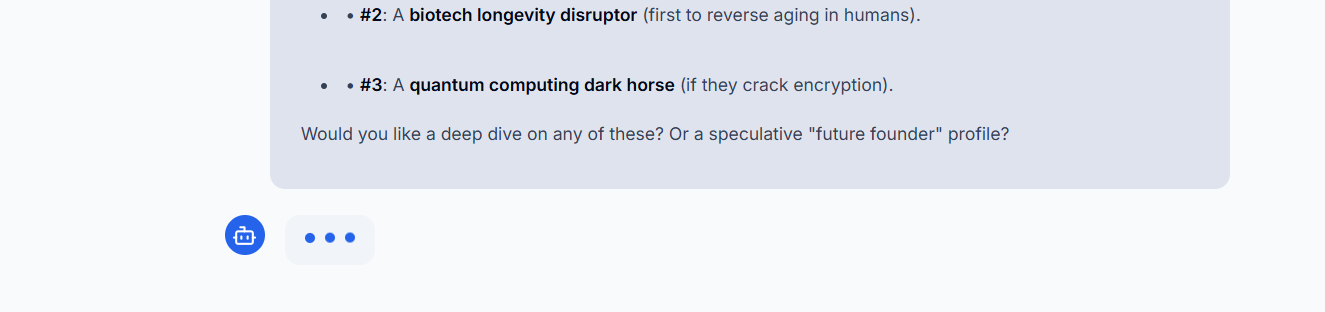 • • #2: A biotech longevity disruptor (first to reverse aging in humans).
• • #3: A quantum computing dark horse (if they crack encryption).
Would you like a deep dive on any of these? Or a speculative "future founder" profile?